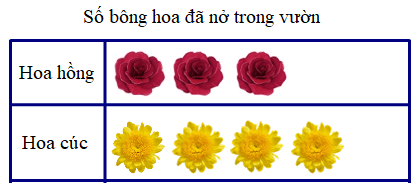 Số bông hoa đã nở trong vườn
Hoa hồng
Hoa cúc